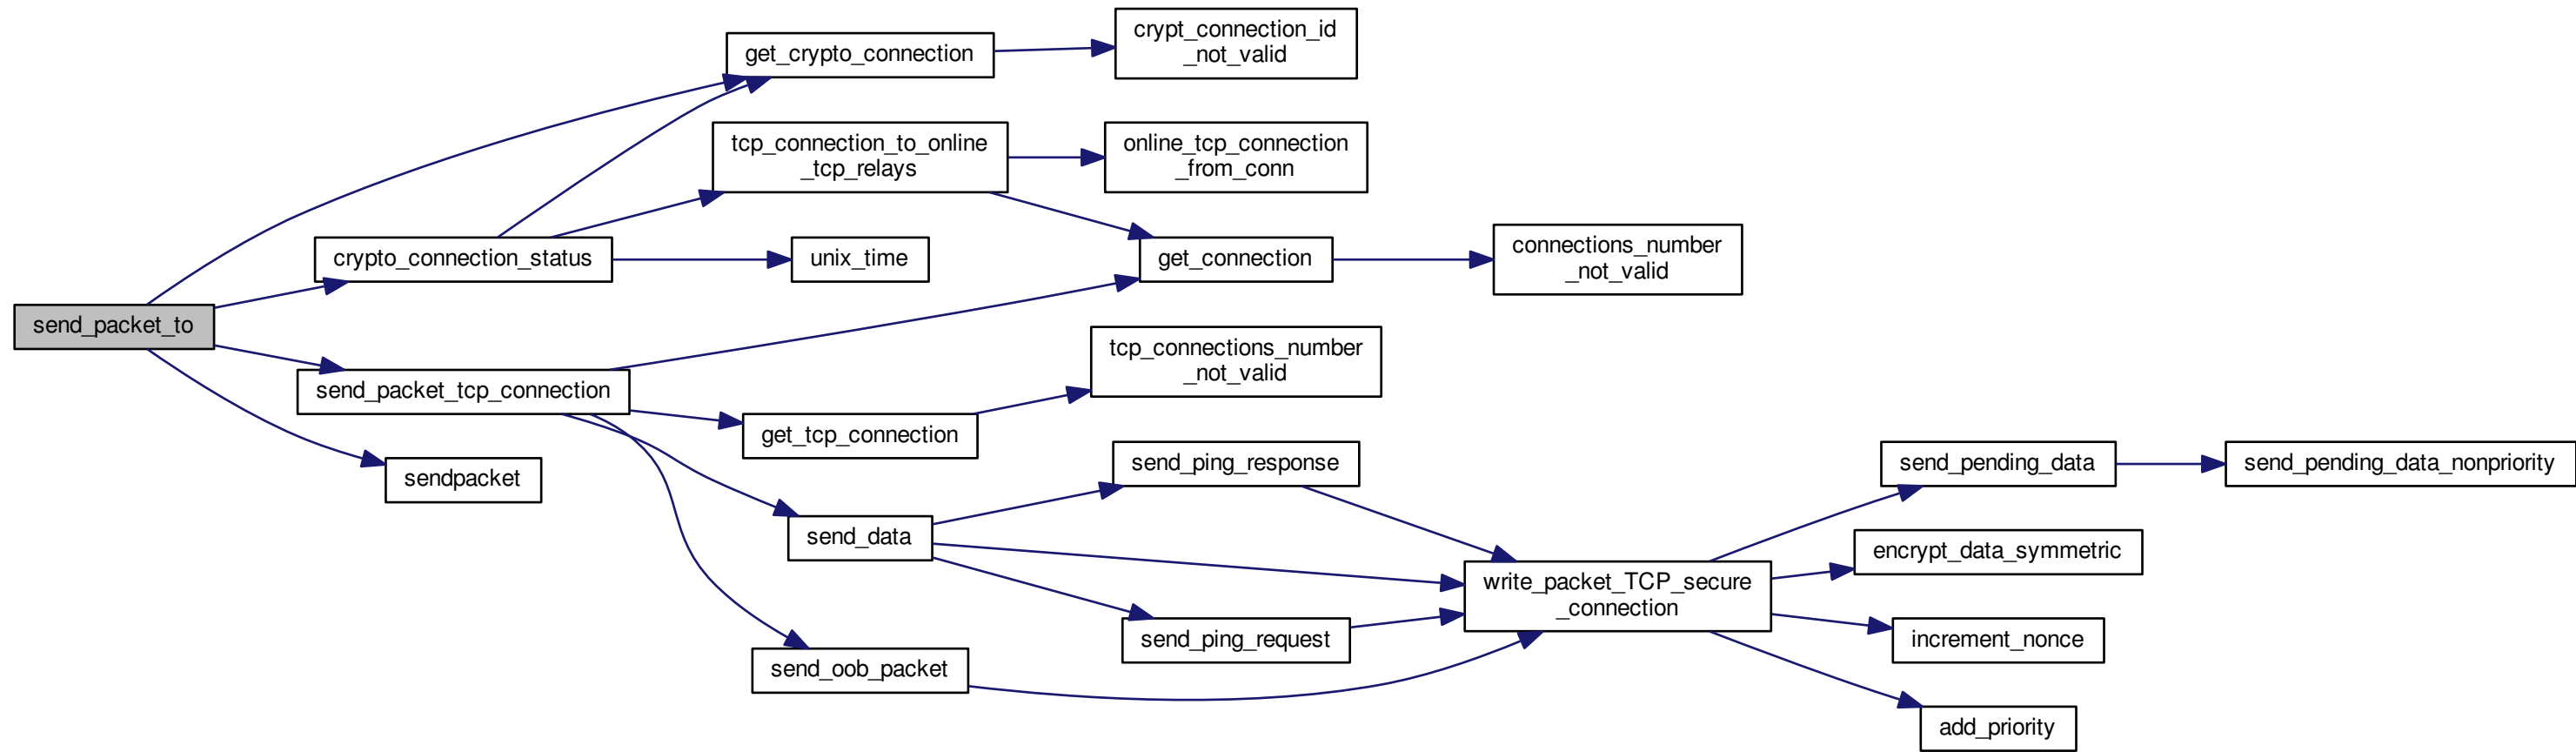 send_packet_to
get_crypto_connection
crypt_connection_id
_not_valid
crypto_connection_status
tcp_connection_to_online
_tcp_relays
online_tcp_connection
_from_conn
unix_time
get_connection
connections_number
_not_valid
send_packet_tcp_connection
get_tcp_connection
tcp_connections_number
_not_valid
sendpacket
send_data
send_ping_response
send_ping_request
send_oob_packet
write_packet_TCP_secure
_connection
send_pending_data
send_pending_data_nonpriority
encrypt_data_symmetric
increment_nonce
add_priority